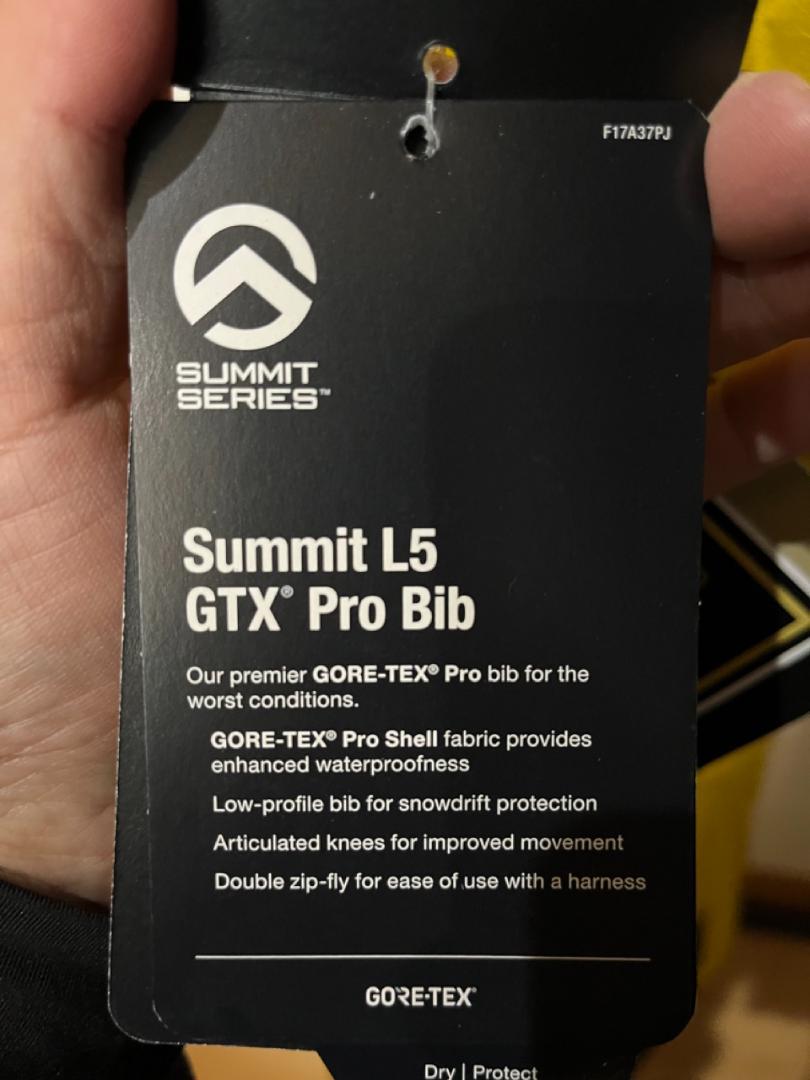 F17A37PJ
SUMMIT
SERIES™
Summit L5
GTX® Pro Bib
Our premier GORE-TEX® Pro bib for the
worst conditions.
GORE-TEX® Pro Shell fabric provides
enhanced waterproofness
Low-profile bib for snowdrift protection
Articulated knees for improved movement
Double zip-fly for ease of use with a harness
GORE-TEX®
Dry | Protect